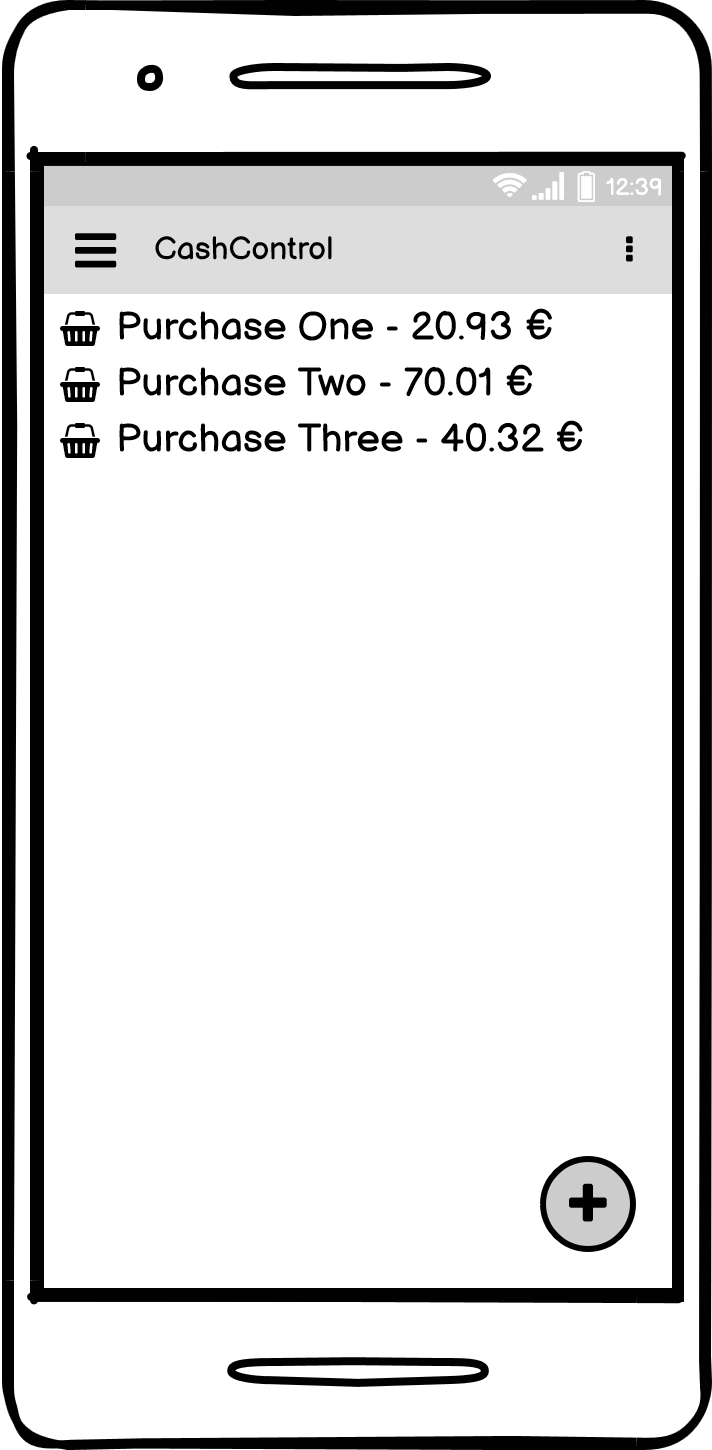 12:39
CashControl
Purchase One - 20.93 €
Purchase Two - 70.01 €
Purchase Three - 40.32 €